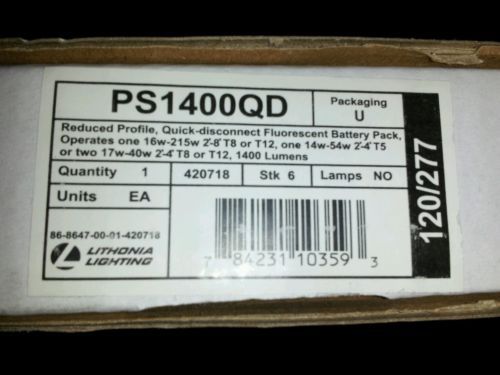 PS1400QD
Packaging
U
Reduced Profile, Quick-disconnect Fluorescent Battery Pack,
Operates one 16w-215w 2'-8' T8 or T12, one 14w-54w 2'-4' T5
or two 17w-40w 2'-4' T8 or T12, 1400 Lumens
Quantity 1 420718 Stk 6 Lamps NO
Units EA
120/277
86-8647-00-01-420718
LITHONIA
LIGHTING
7 84231 10359 3